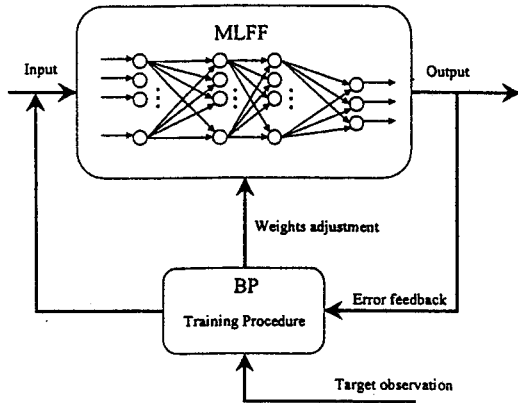 MLFF
Input
Output
Weights adjustment
BP
Training Procedure
Error feedback
Target observation